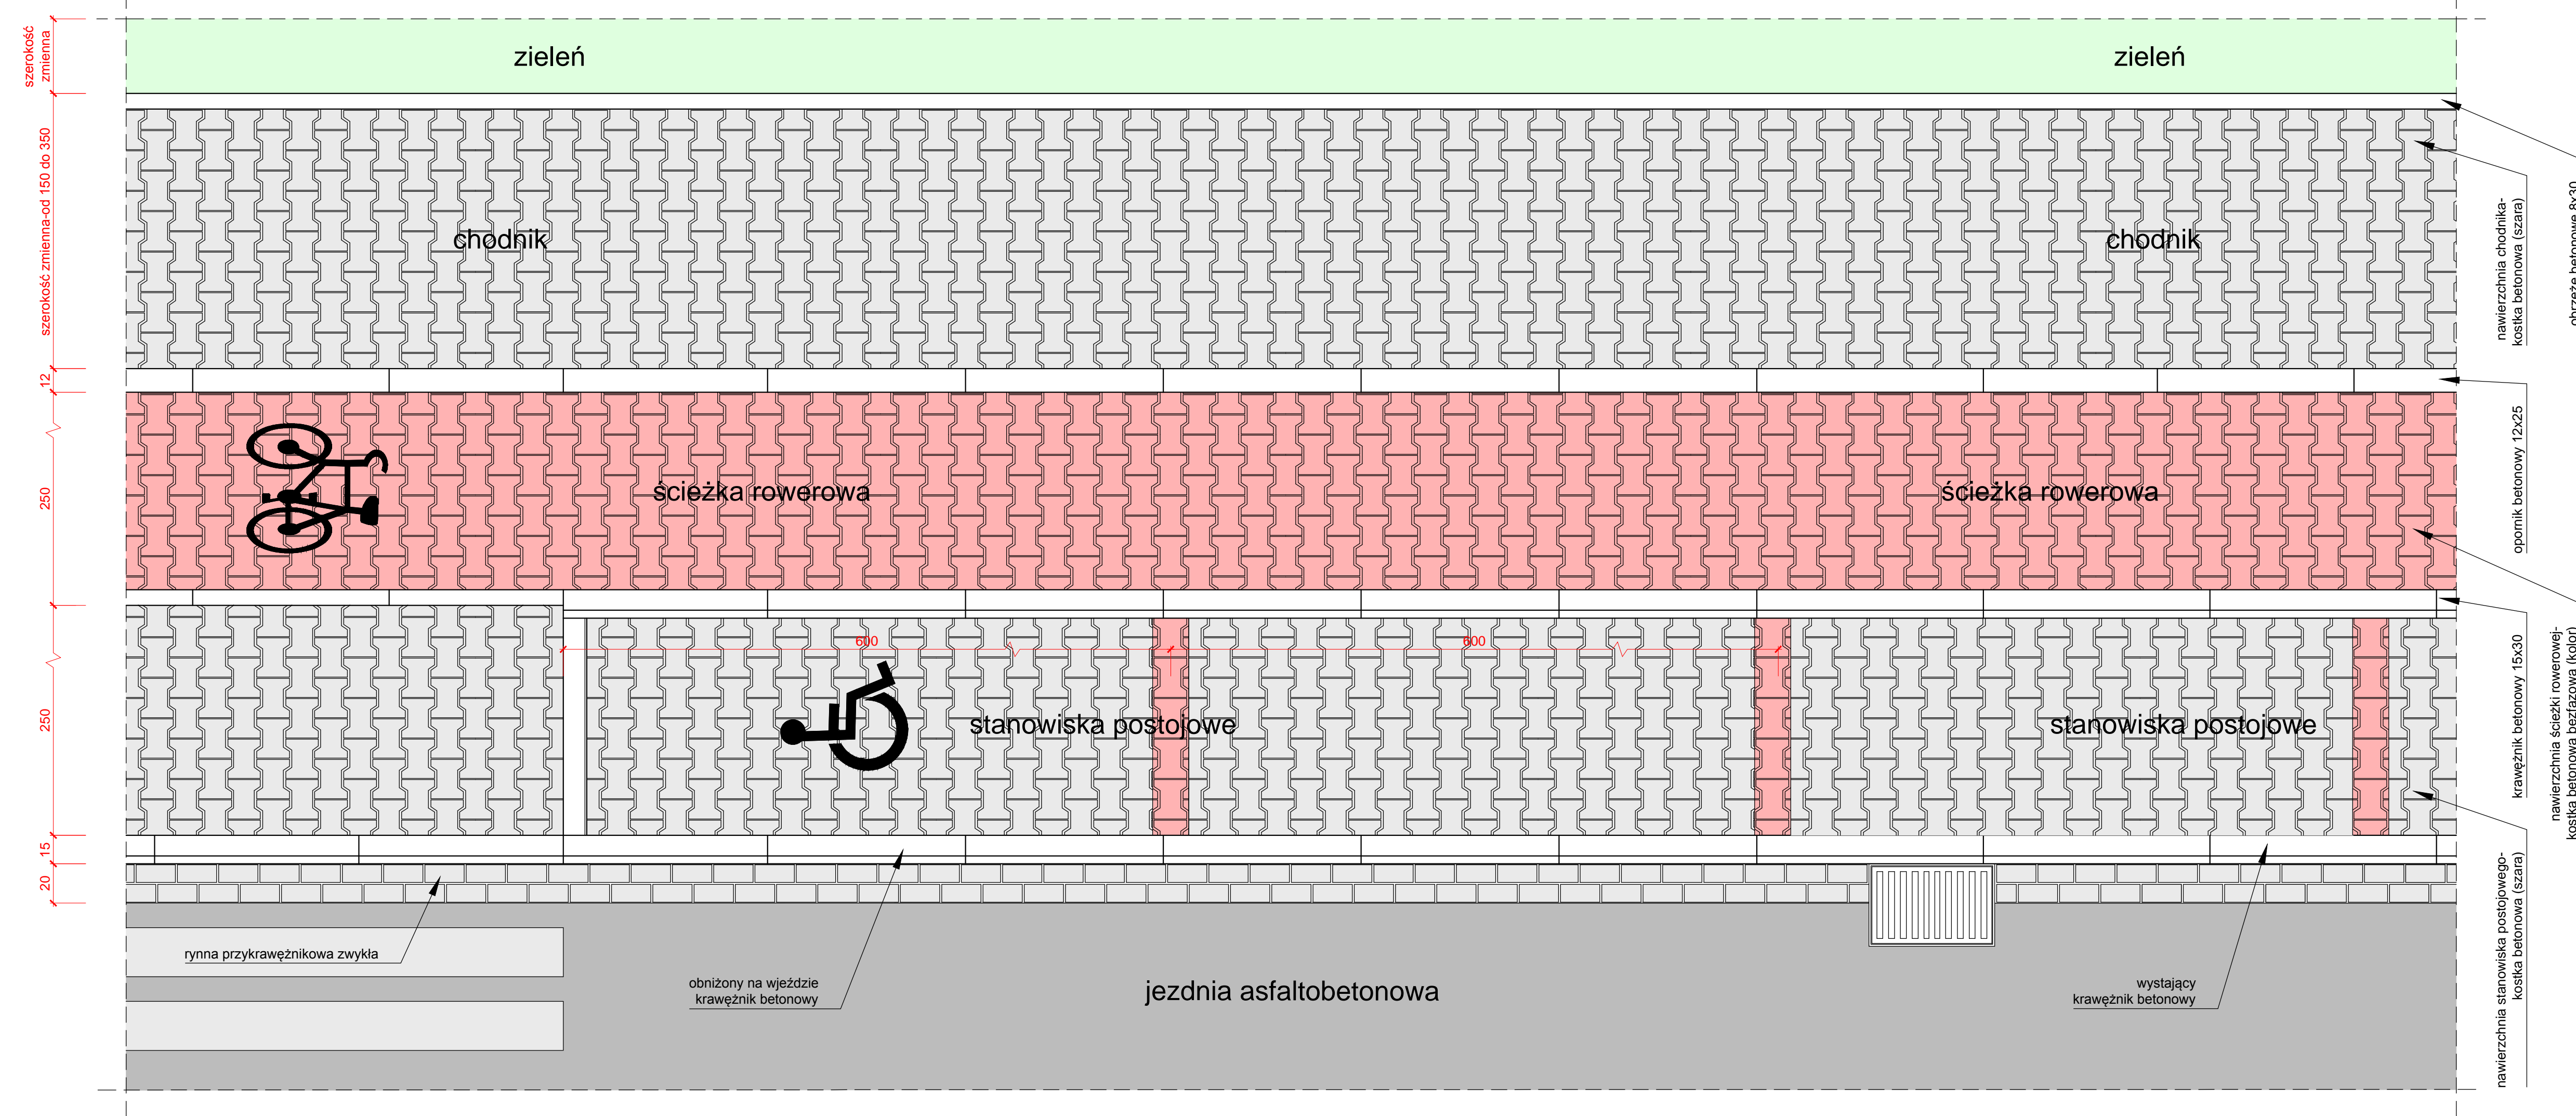 szerokość
zmienna
zieleń
zieleń
szerokość zmienna-od 150 do 350
chodnik
chodnik
nawierzchnia chodnika-
kostka betonowa (szara)
obrzeże betonowe 8x30
12
250
ścieżka rowerowa
ścieżka rowerowa
opornik betonowy 12x25
600
600
250
stanowiska postojowe
stanowiska postojowe
krawężnik betonowy 15x30
nawierzchnia ścieżki rowerowej-
kostka betonowa bezfazowa (kolor)
15
20
rynna przykrawężnikowa zwykła
obniżony na wjeździe
krawężnik betonowy
jezdnia asfaltobetonowa
wystający
krawężnik betonowy
nawierzchnia stanowiska postojowego-
kostka betonowa (szara)